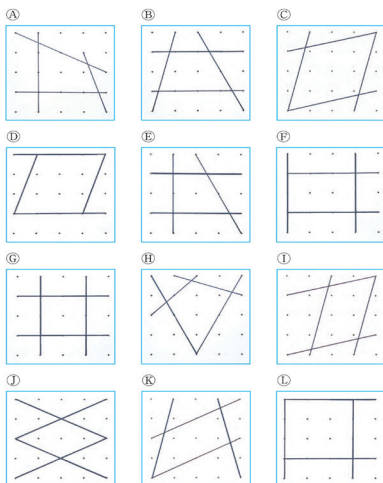 Ⓐ Ⓑ Ⓒ
Ⓓ Ⓔ Ⓕ
Ⓖ Ⓗ Ⓘ
Ⓙ Ⓚ Ⓛ